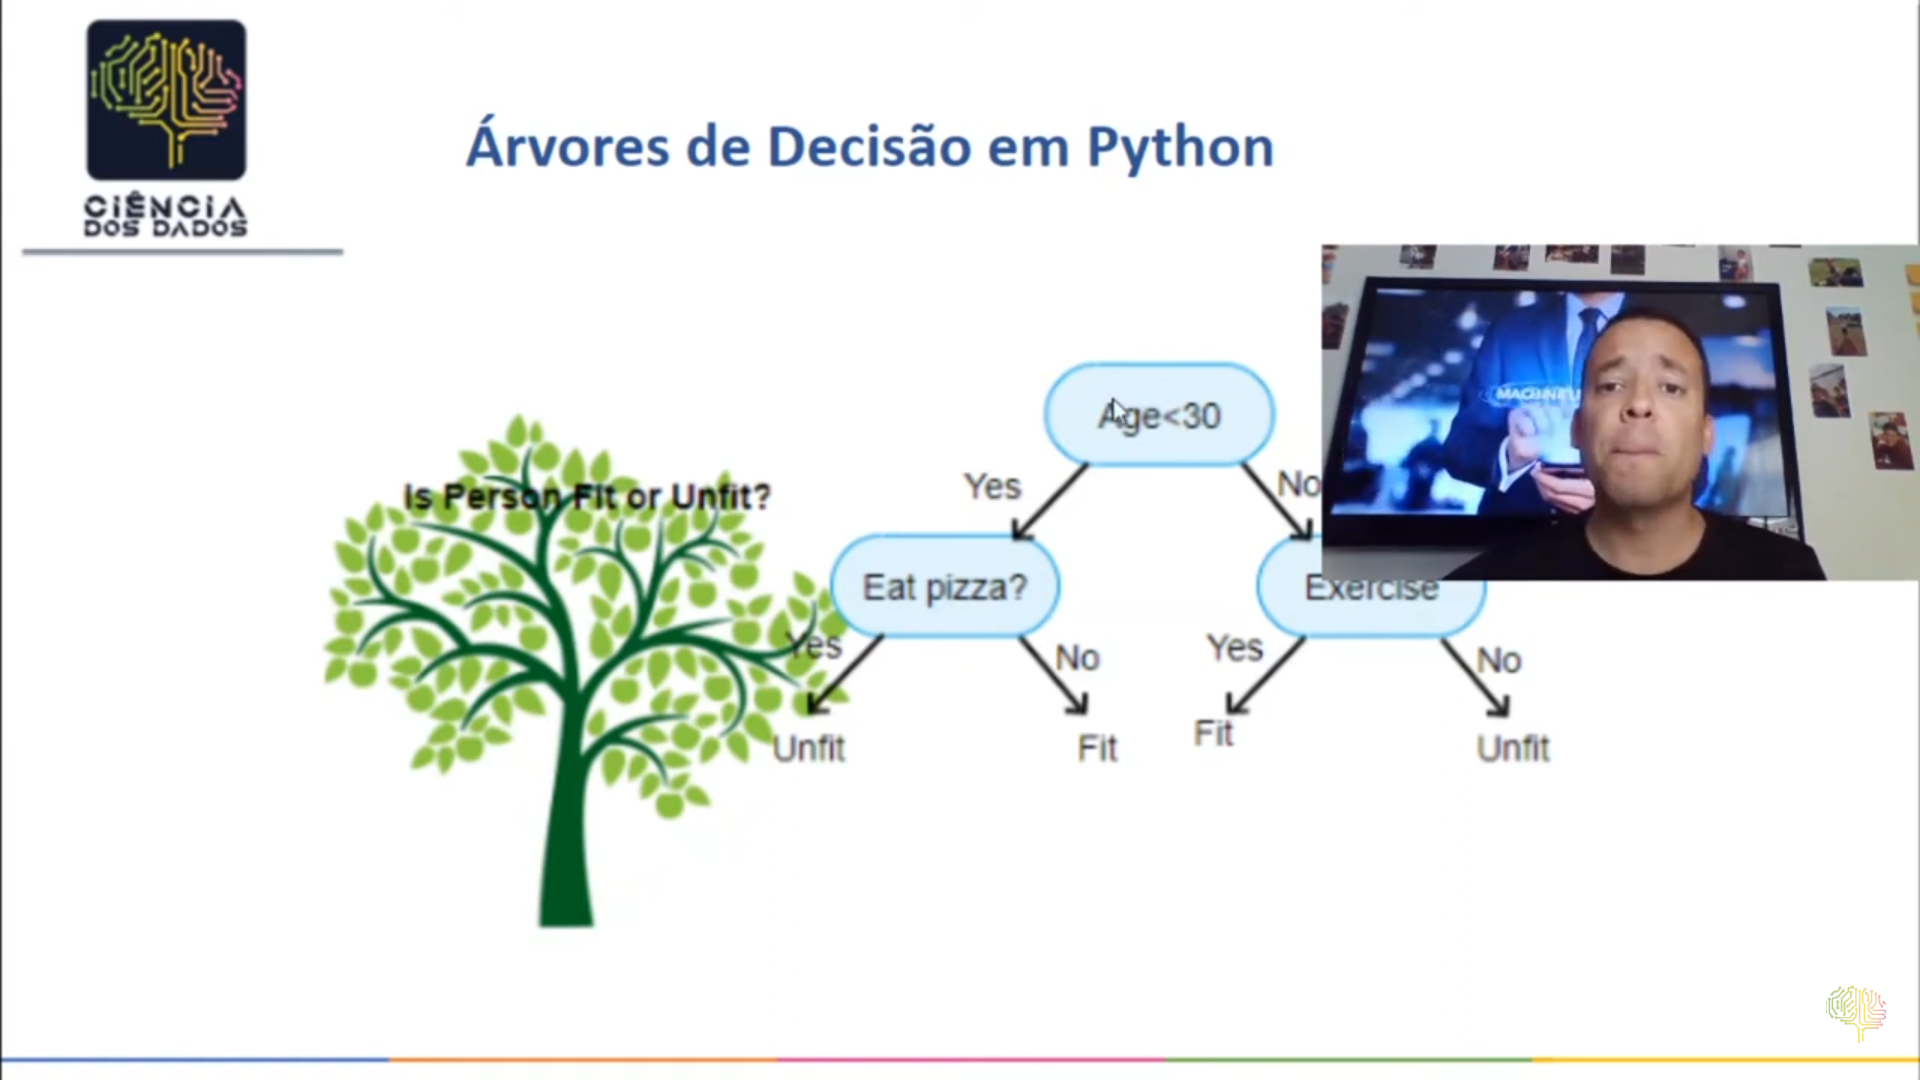 CIÊNCIA
DOS DADOS
Árvores de Decisão em Python
Is Person Fit or Unfit?
Age<30
Yes
No
Eat pizza?
Exercise
Yes
No
Yes
No
Unfit
Fit
Fit
Unfit